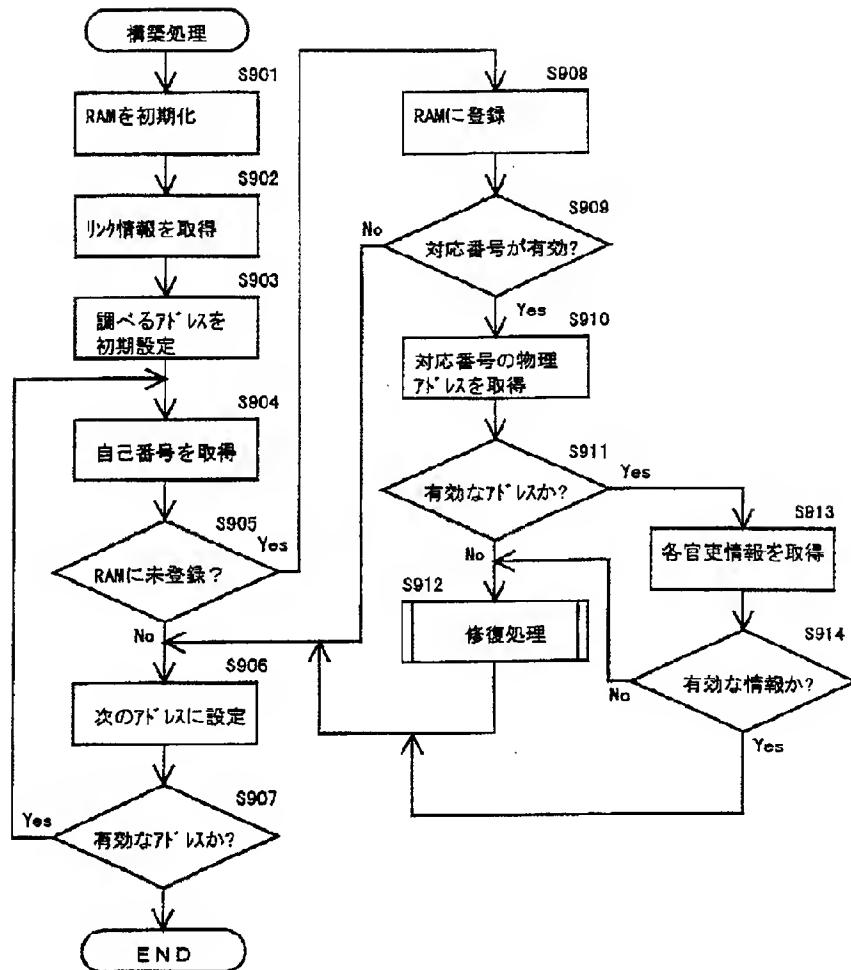 構築処理
S901
RAMを初期化
S902
リンク情報を取得
S903
調べるアドレスを
初期設定
S904
自己番号を取得
S905
RAMに未登録?
Yes
No
S906
次のアドレスに設定
S907
有効なアドレスか?
Yes
END
S908
RAMに登録
S909
対応番号が有効?
No
Yes
S910
対応番号の物理
アドレスを取得
S911
有効なアドレスか?
Yes
No
S912
修復処理
S913
各官吏情報を取得
S914
有効な情報か?
No
Yes